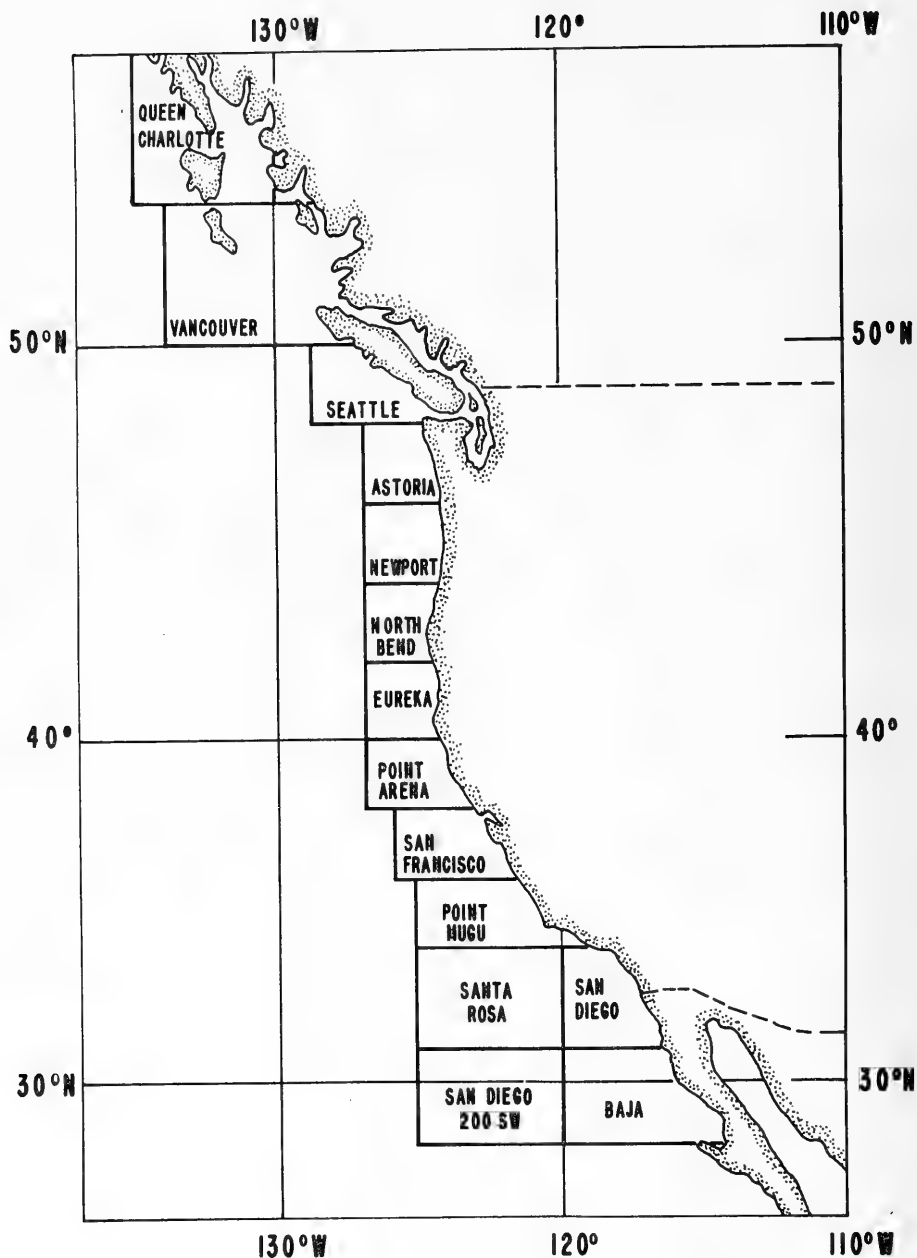 130°W 120° 110°W
QUEEN
CHARLOTTE
VANCOUVER
50°N 50°N
SEATTLE
ASTORIA
NEWPORT
NORTH
BEND
EUREKA
40° 40°
POINT
ARENA
SAN
FRANCISCO
POINT
MUGU
SANTA
ROSA
SAN
DIEGO
30°N 30°N
SAN DIEGO
200 SW
BAJA
130°W 120° 110°W